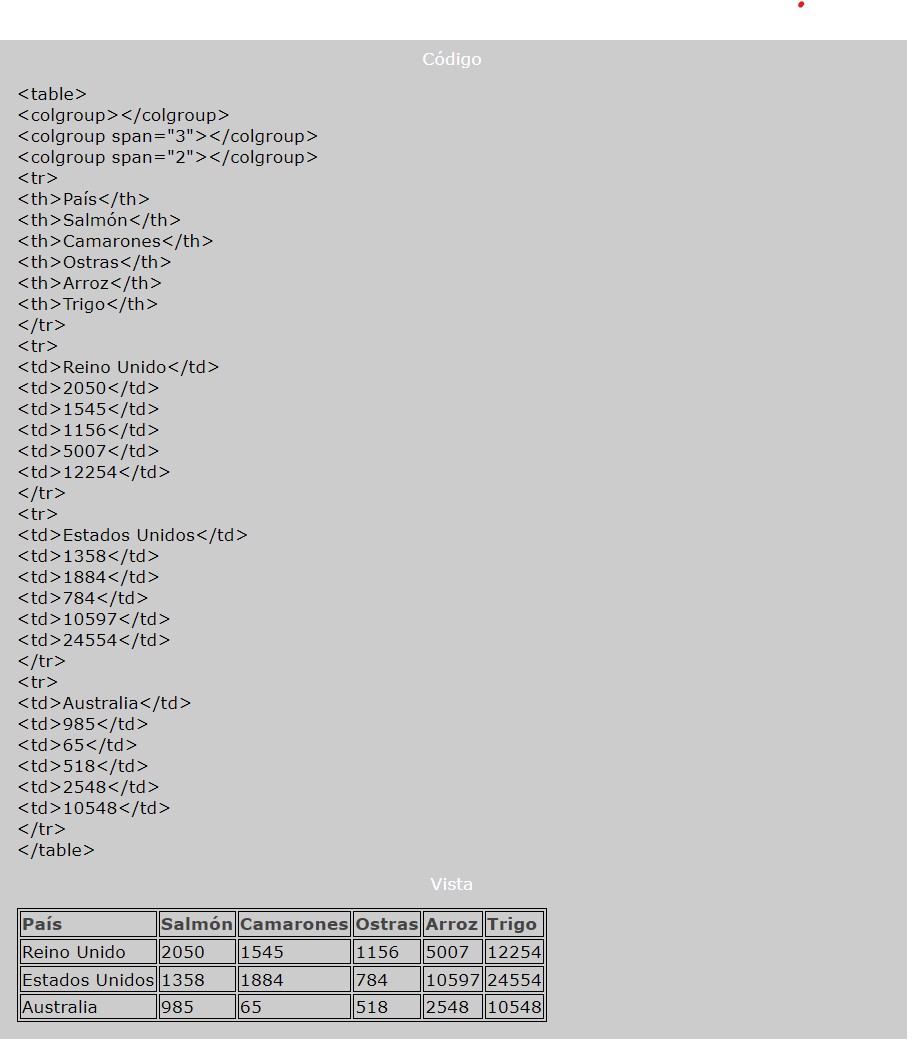 Código
<table>
<colgroup></colgroup>
<colgroup span="3"></colgroup>
<colgroup span="2"></colgroup>
<tr>
<th>País</th>
<th>Salmón</th>
<th>Camarones</th>
<th>Ostras</th>
<th>Arroz</th>
<th>Trigo</th>
</tr>
<tr>
<td>Reino Unido</td>
<td>2050</td>
<td>1545</td>
<td>1156</td>
<td>5007</td>
<td>12254</td>
</tr>
<tr>
<td>Estados Unidos</td>
<td>1358</td>
<td>1884</td>
<td>784</td>
<td>10597</td>
<td>24554</td>
</tr>
<tr>
<td>Australia</td>
<td>985</td>
<td>65</td>
<td>518</td>
<td>2548</td>
<td>10548</td>
</tr>
</table>
Vista
País Salmón Camarones Ostras Arroz Trigo
Reino Unido 2050 1545 1156 5007 12254
Estados Unidos 1358 1884 784 10597 24554
Australia 985 65 518 2548 10548